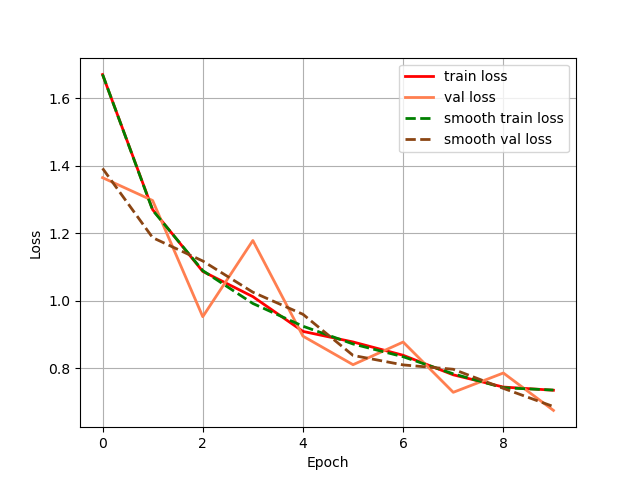 train loss
val loss
smooth train loss
smooth val loss
1.6
1.4
1.2
1.0
0.8
0 2 4 6 8
Loss
Epoch